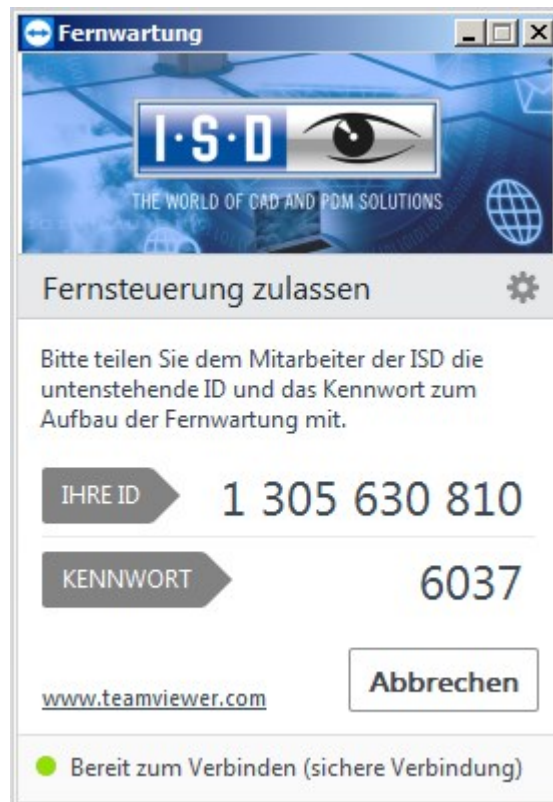 Fernwartung
I·S·D
THE WORLD OF CAD AND PDM SOLUTIONS
Fernsteuerung zulassen
Bitte teilen Sie dem Mitarbeiter der ISD die
untenstehende ID und das Kennwort zum
Aufbau der Fernwartung mit.
IHRE ID 1 305 630 810
KENNWORT 6037
www.teamviewer.com Abbrechen
Bereit zum Verbinden (sichere Verbindung)